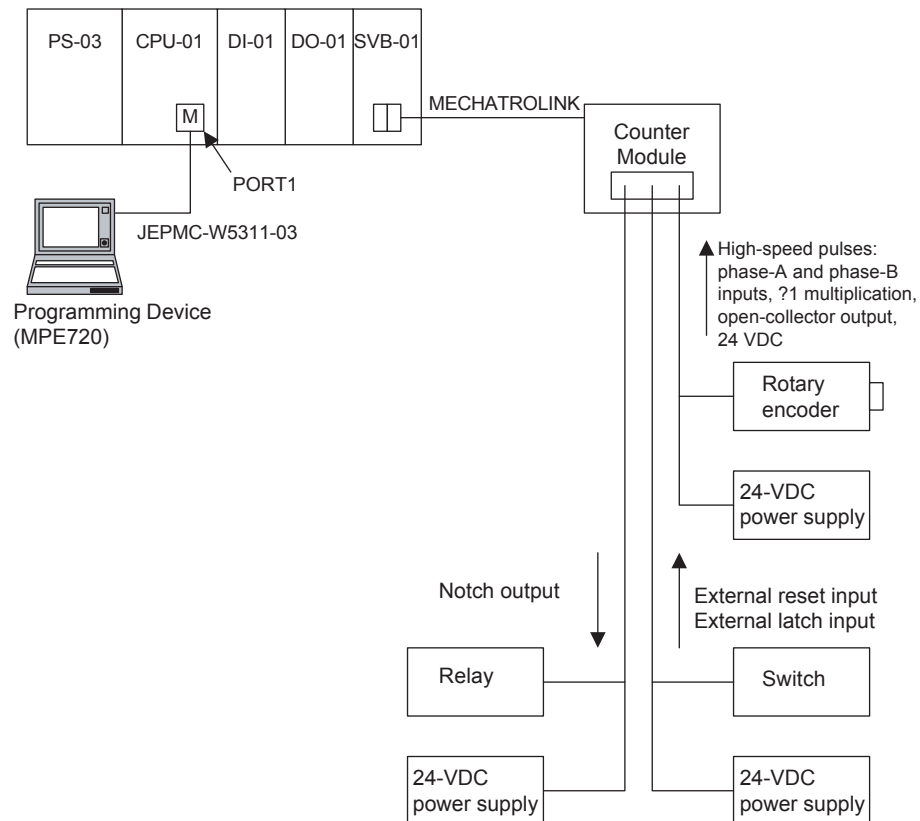 PS-03
CPU-01
DI-01
DO-01
SVB-01
M
MECHATROLINK
Counter
Module
PORT1
JEPMC-W5311-03
Programming Device
(MPE720)
High-speed pulses:
phase-A and phase-B
inputs, ?1 multiplication,
open-collector output,
24 VDC
Rotary
encoder
24-VDC
power supply
Notch output
External reset input
External latch input
Relay
Switch
24-VDC
power supply
24-VDC
power supply